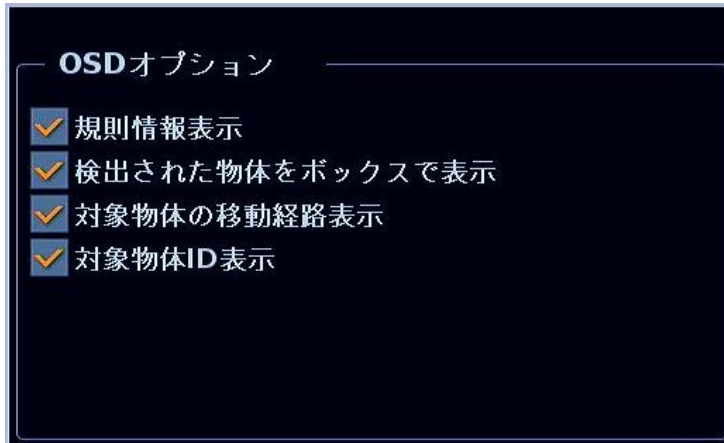 OSDオプション
規則情報表示
検出された物体をボックスで表示
対象物体の移動経路表示
対象物体ID表示